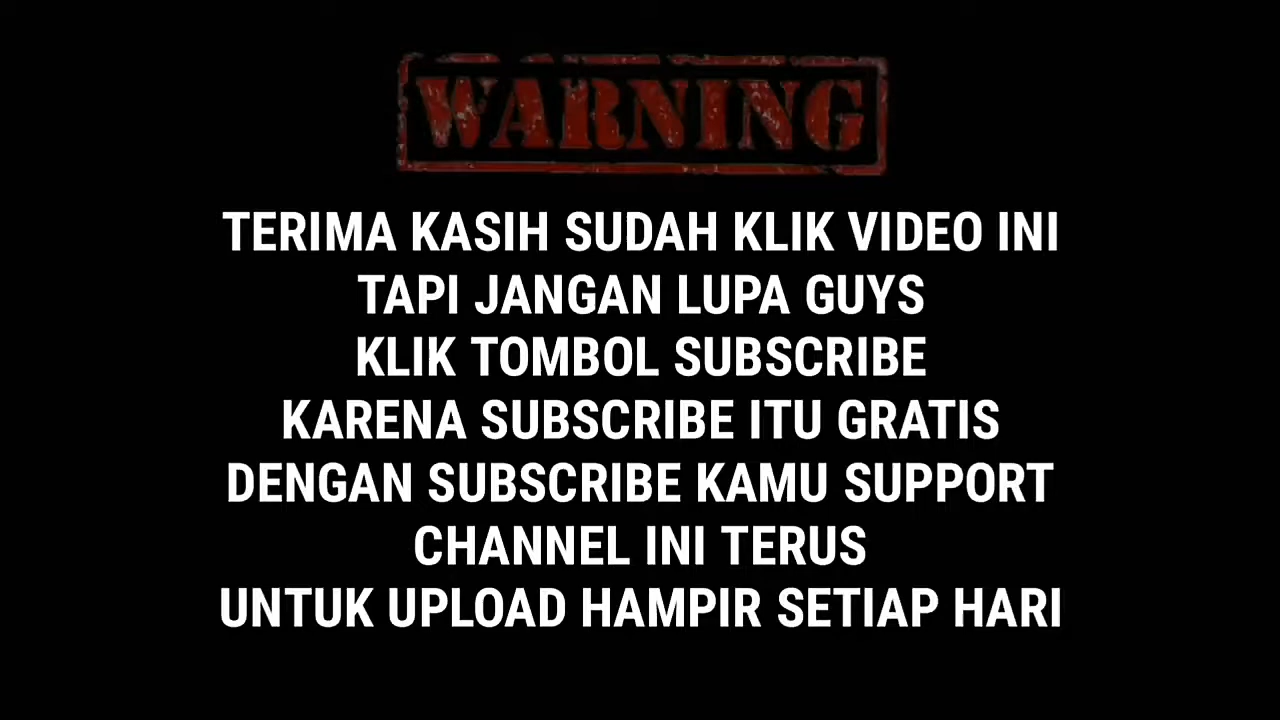 WARNING
TERIMA KASIH SUDAH KLIK VIDEO INI
TAPI JANGAN LUPA GUYS
KLIK TOMBOL SUBSCRIBE
KARENA SUBSCRIBE ITU GRATIS
DENGAN SUBSCRIBE KAMU SUPPORT
CHANNEL INI TERUS
UNTUK UPLOAD HAMPIR SETIAP HARI